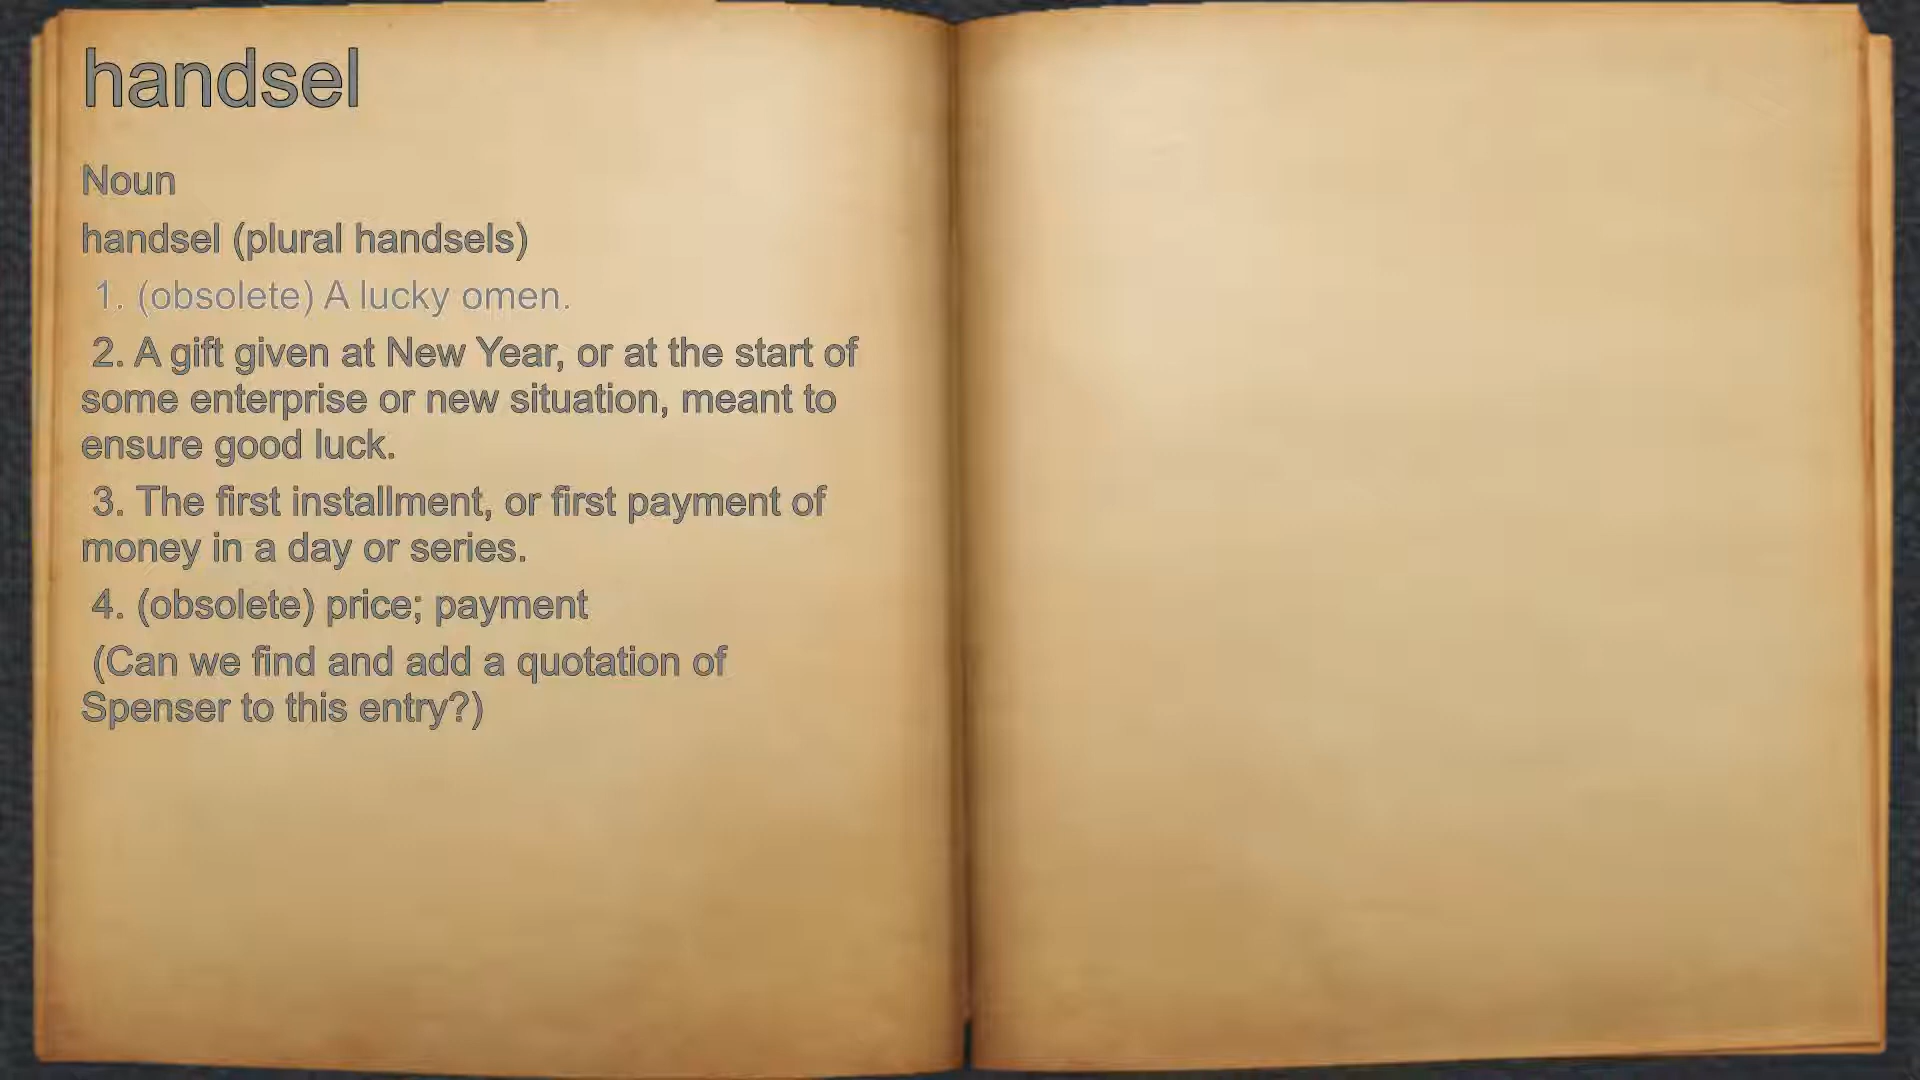 handsel
Noun
handsel (plural handsels)
1. (obsolete) A lucky omen.
2. A gift given at New Year, or at the start of
some enterprise or new situation, meant to
ensure good luck.
3. The first installment, or first payment of
money in a day or series.
4. (obsolete) price; payment
(Can we find and add a quotation of
Spenser to this entry?)